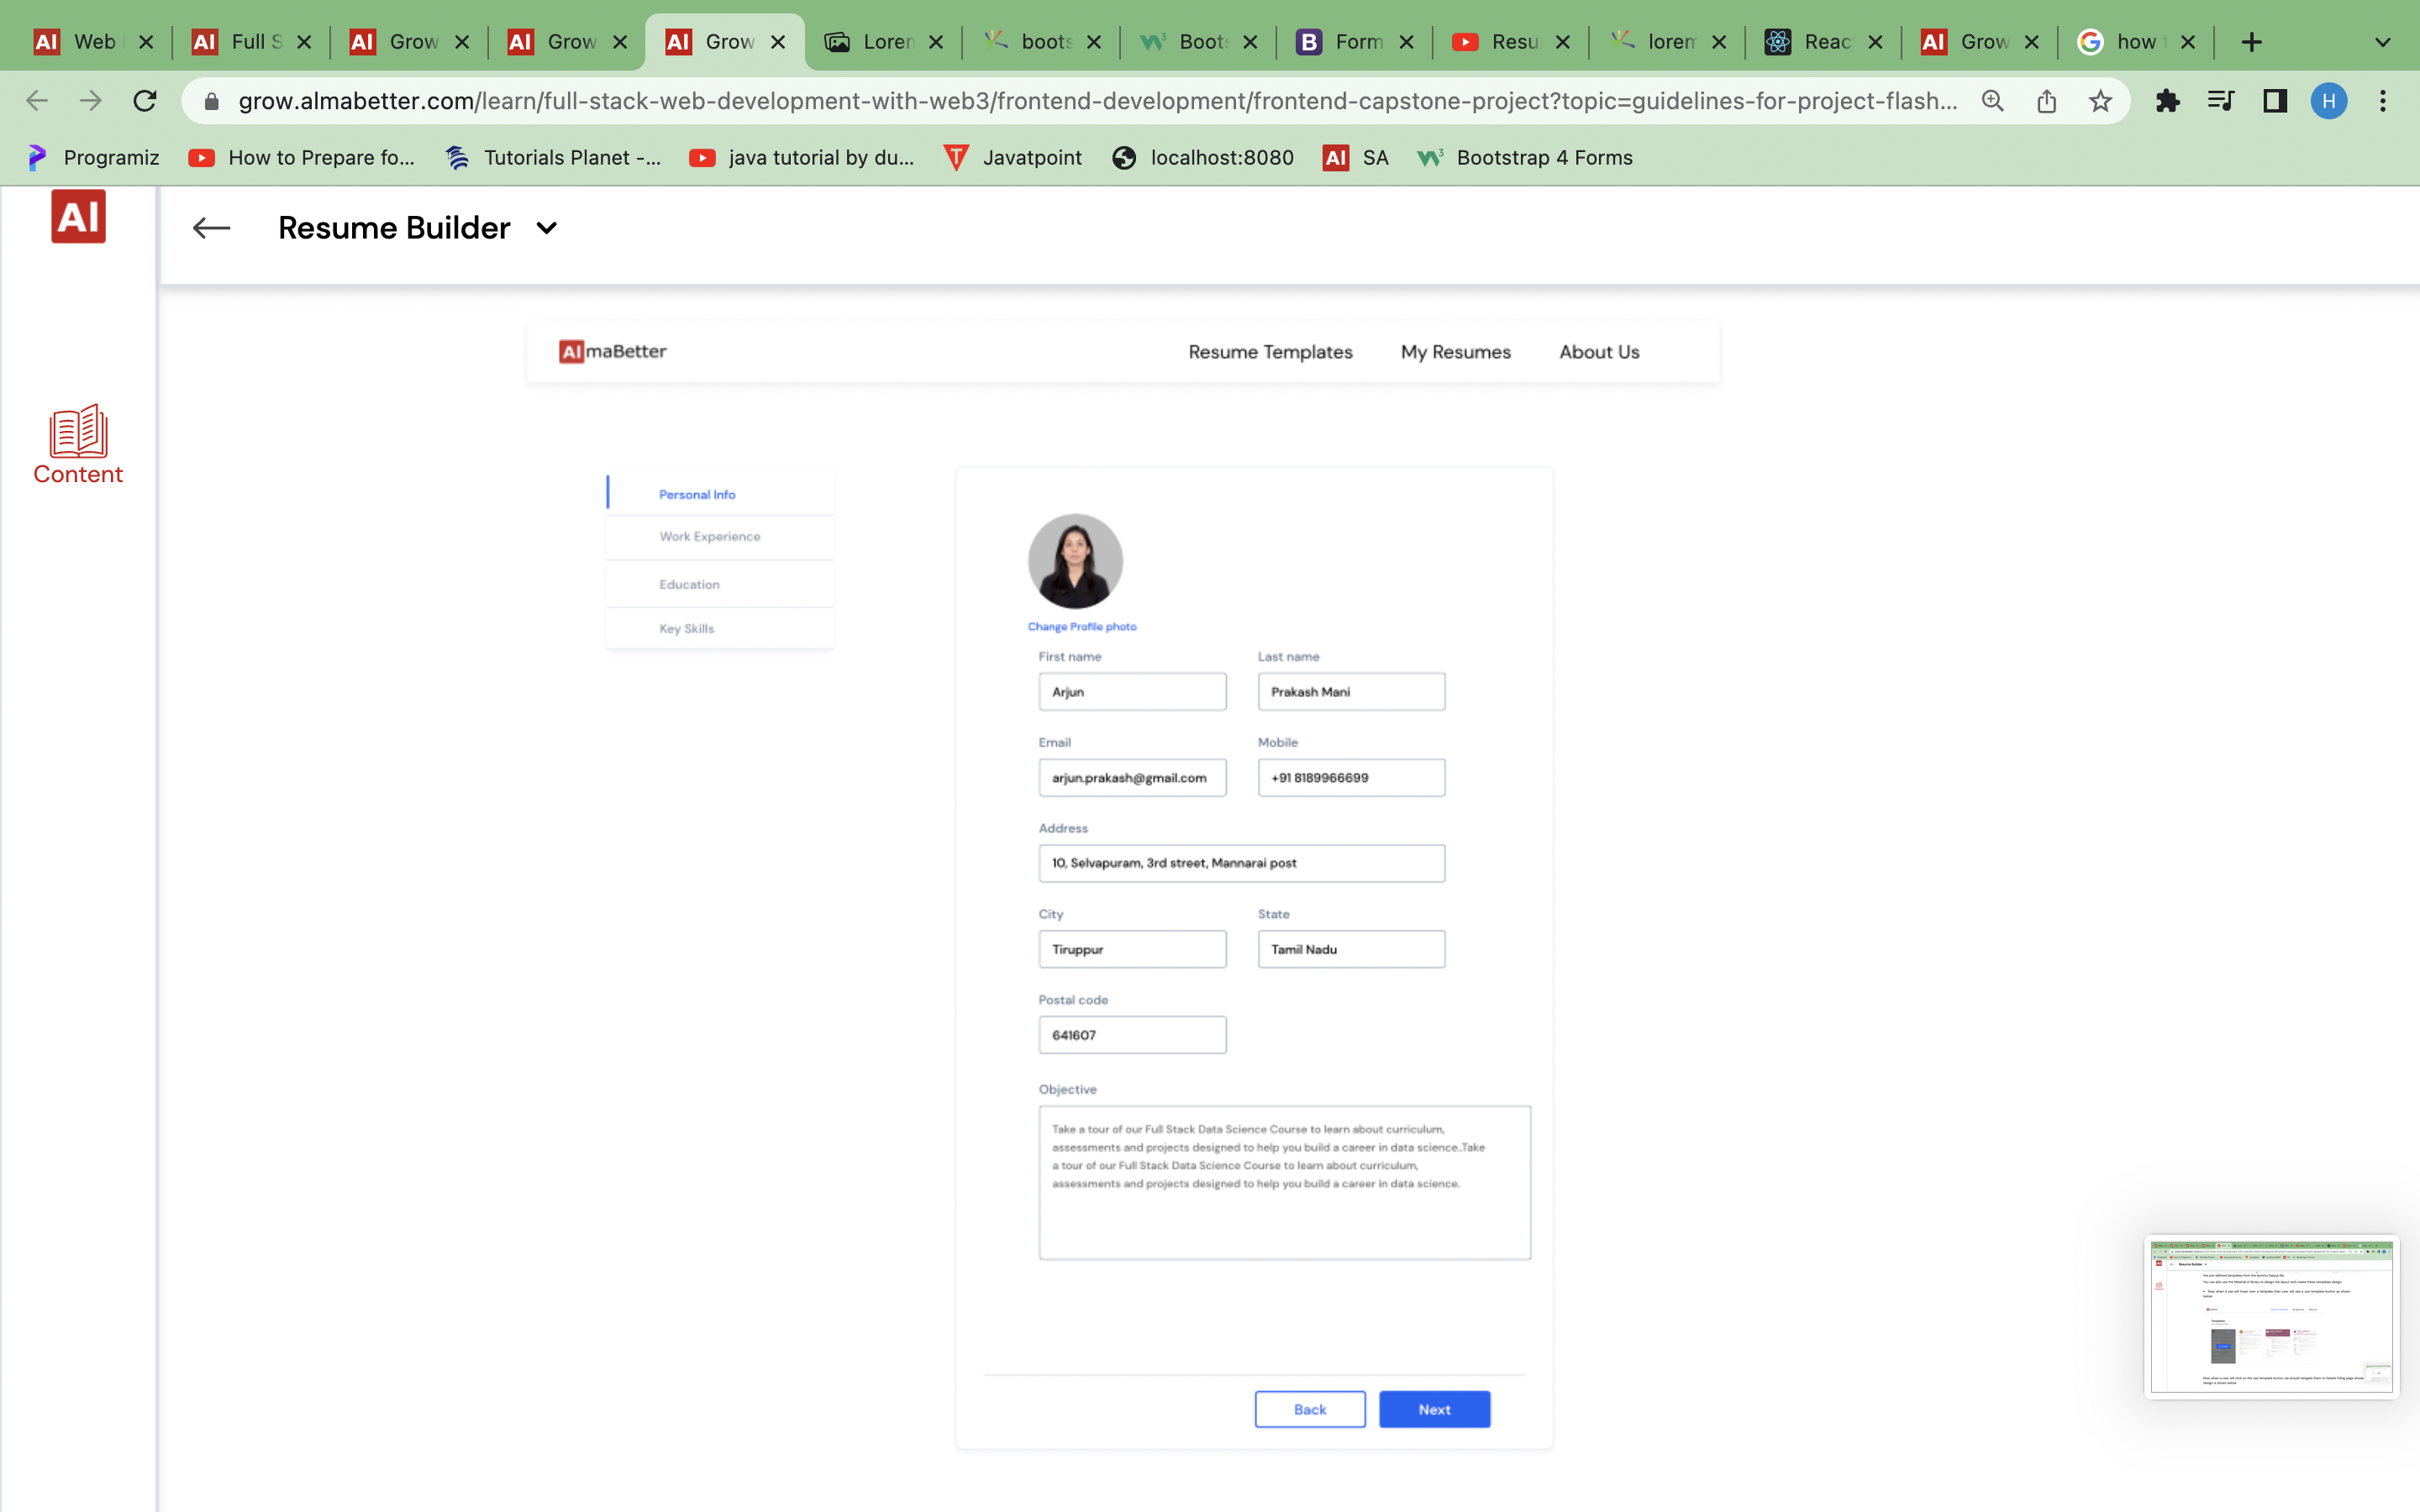 Web
Full S
Grow
Grow
Grow
Loren
boots
Boots
Form
Resu
lorem
Reac
Grow
how
grow.almabetter.com/learn/full-stack-web-development-with-web3/frontend-development/frontend-capstone-project?topic=guidelines-for-project-flash...
H
Programiz
How to Prepare fo...
Tutorials Planet -...
java tutorial by du...
Javatpoint
localhost:8080
AI SA
Bootstrap 4 Forms
AI
Resume Builder
Content
AlmaBetter
Resume Templates
My Resumes
About Us
Personal Info
Work Experience
Education
Key Skills
Change Profile photo
First name
Last name
Arjun
Prakash Mani
Email
Mobile
arjun.prakash@gmail.com
+91 8189966699
Address
10, Selvapuram, 3rd street, Mannarai post
City
State
Tiruppur
Tamil Nadu
Postal code
641607
Objective
Take a tour of our Full Stack Data Science Course to learn about curriculum,
assessments and projects designed to help you build a career in data science..Take
a tour of our Full Stack Data Science Course to learn about curriculum,
assessments and projects designed to help you build a career in data science.
Back
Next